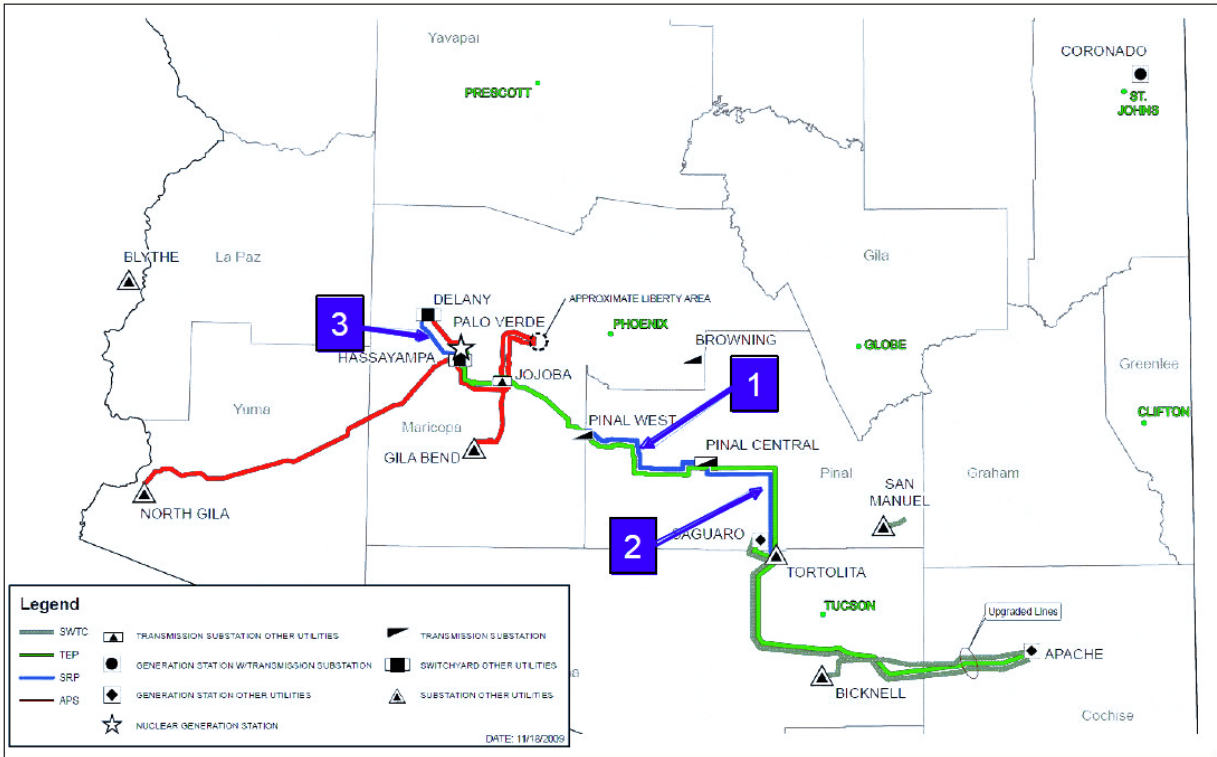 Yavapai
CORONADO
PRESCOTT
ST.
JOHNS
BLYTHE
La Paz
Gila
DELANY
APPROXIMATE LIBERTY AREA
3
PALO VERDE
PHOENIX
BROWNING
GLOBE
HASSAYAMPA
JOJOBA
Greenlee
1
Yuma
Maricopa
PINAL WEST
CLIFTON
GILA BEND
PINAL CENTRAL
Pinal
Graham
SAN
MANUEL
NORTH GILA
2
SAGUARO
TORTOLITA
TUCSON
Upgraded Lines
APACHE
BICKNELL
Cochise
Legend
SWTC
TEP
SRP
APS
TRANSMISSION SUBSTATION OTHER UTILITIES
GENERATION STATION W/TRANSMISSION SUBSTATION
GENERATION STATION OTHER UTILITIES
NUCLEAR GENERATION STATION
TRANSMISSION SUBSTATION
SWITCHYARD OTHER UTILITIES
SUBSTATION OTHER UTILITIES
DATE: 11/18/2009